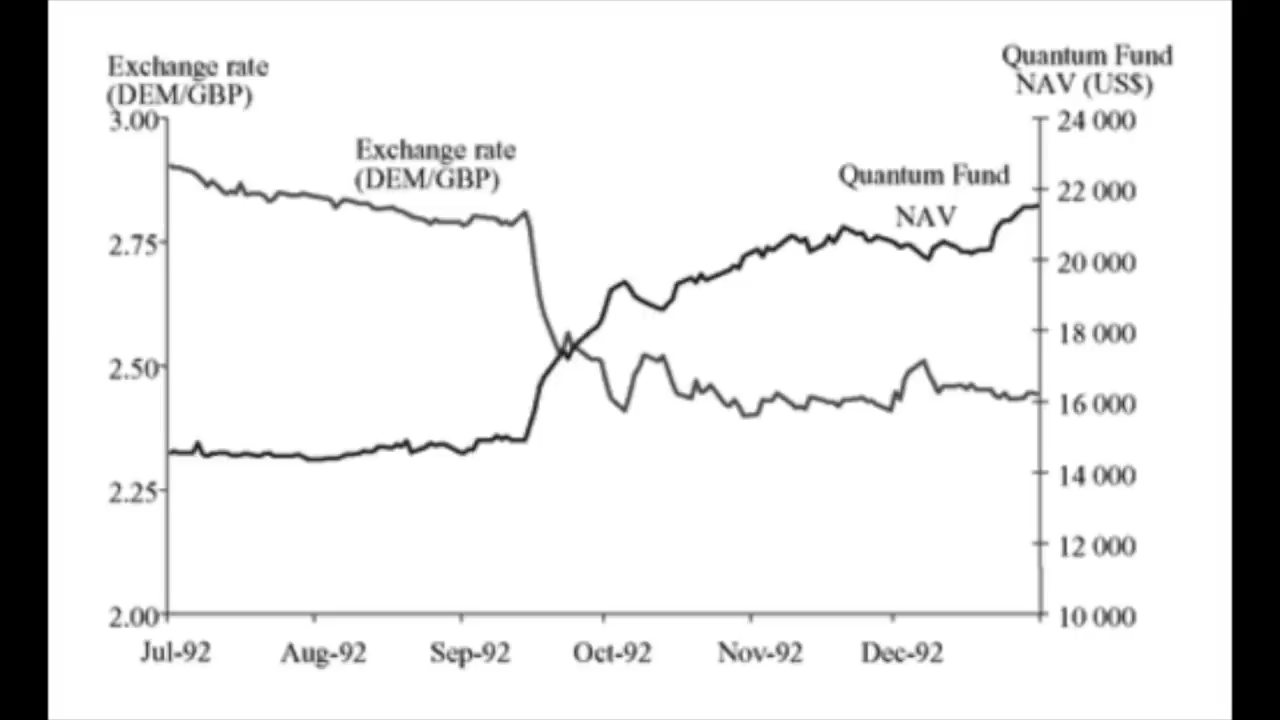 Exchange rate
(DEM/GBP)
Quantum Fund
NAV (US$)
3.00
2.75
2.50
2.25
2.00
Exchange rate
(DEM/GBP)
Quantum Fund
NAV
24 000
22 000
20 000
18 000
16 000
14 000
12 000
10 000
Jul-92 Aug-92 Sep-92 Oct-92 Nov-92 Dec-92